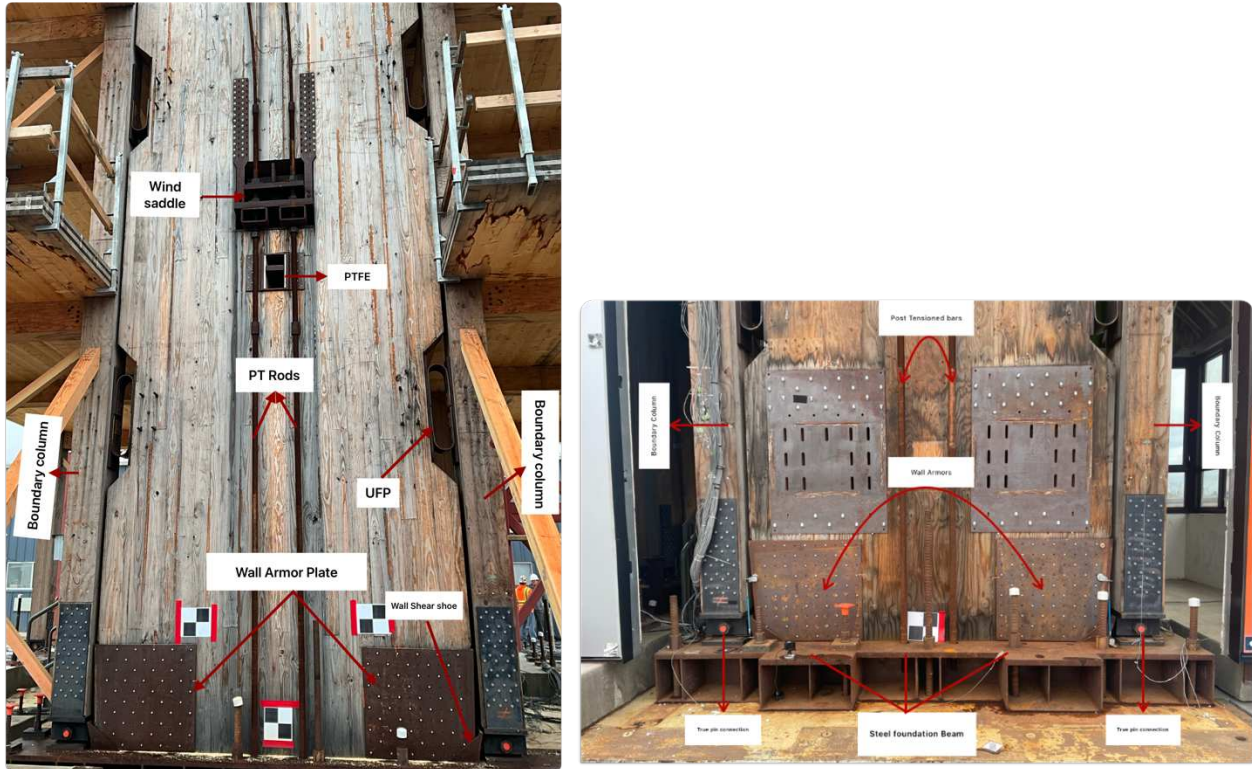 Wind
saddle
PTFE
PT Rods
Boundary column
Boundary column
UFP
Wall Armor Plate
Wall Shear shoe
Post Tensioned bars
Boundary Column
Boundary Column
Wall Armors
True pin connection
Steel foundation Beam
True pin connection